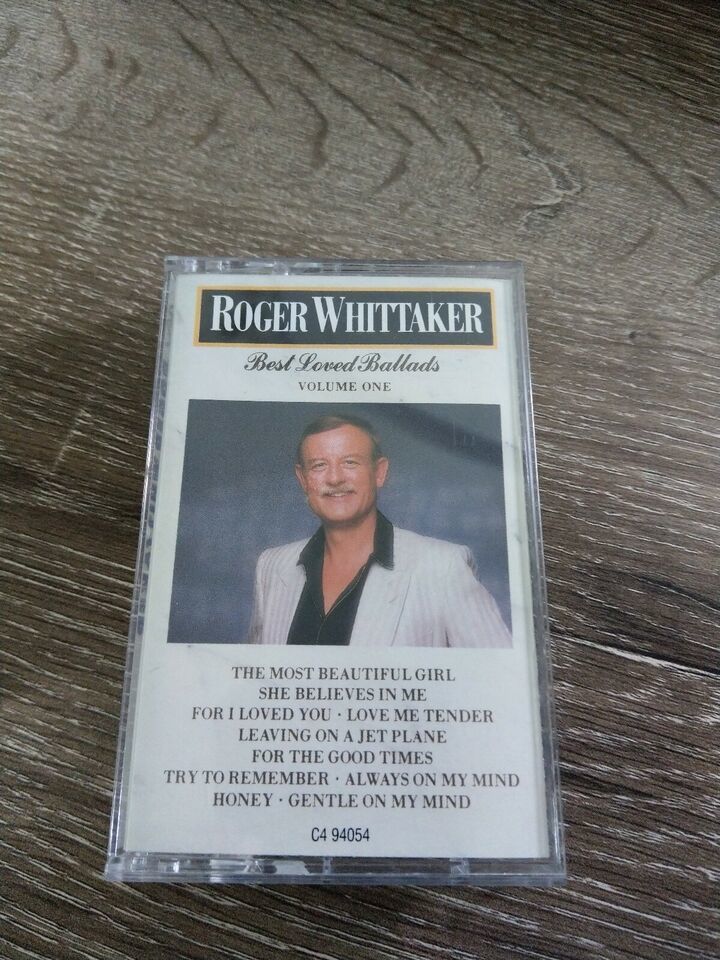 ROGER WHITTAKER
Best Loved Ballads
VOLUME ONE
THE MOST BEAUTIFUL GIRL
SHE BELIEVES IN ME
FOR I LOVED YOU · LOVE ME TENDER
LEAVING ON A JET PLANE
FOR THE GOOD TIMES
TRY TO REMEMBER · ALWAYS ON MY MIND
HONEY · GENTLE ON MY MIND
C4 94054